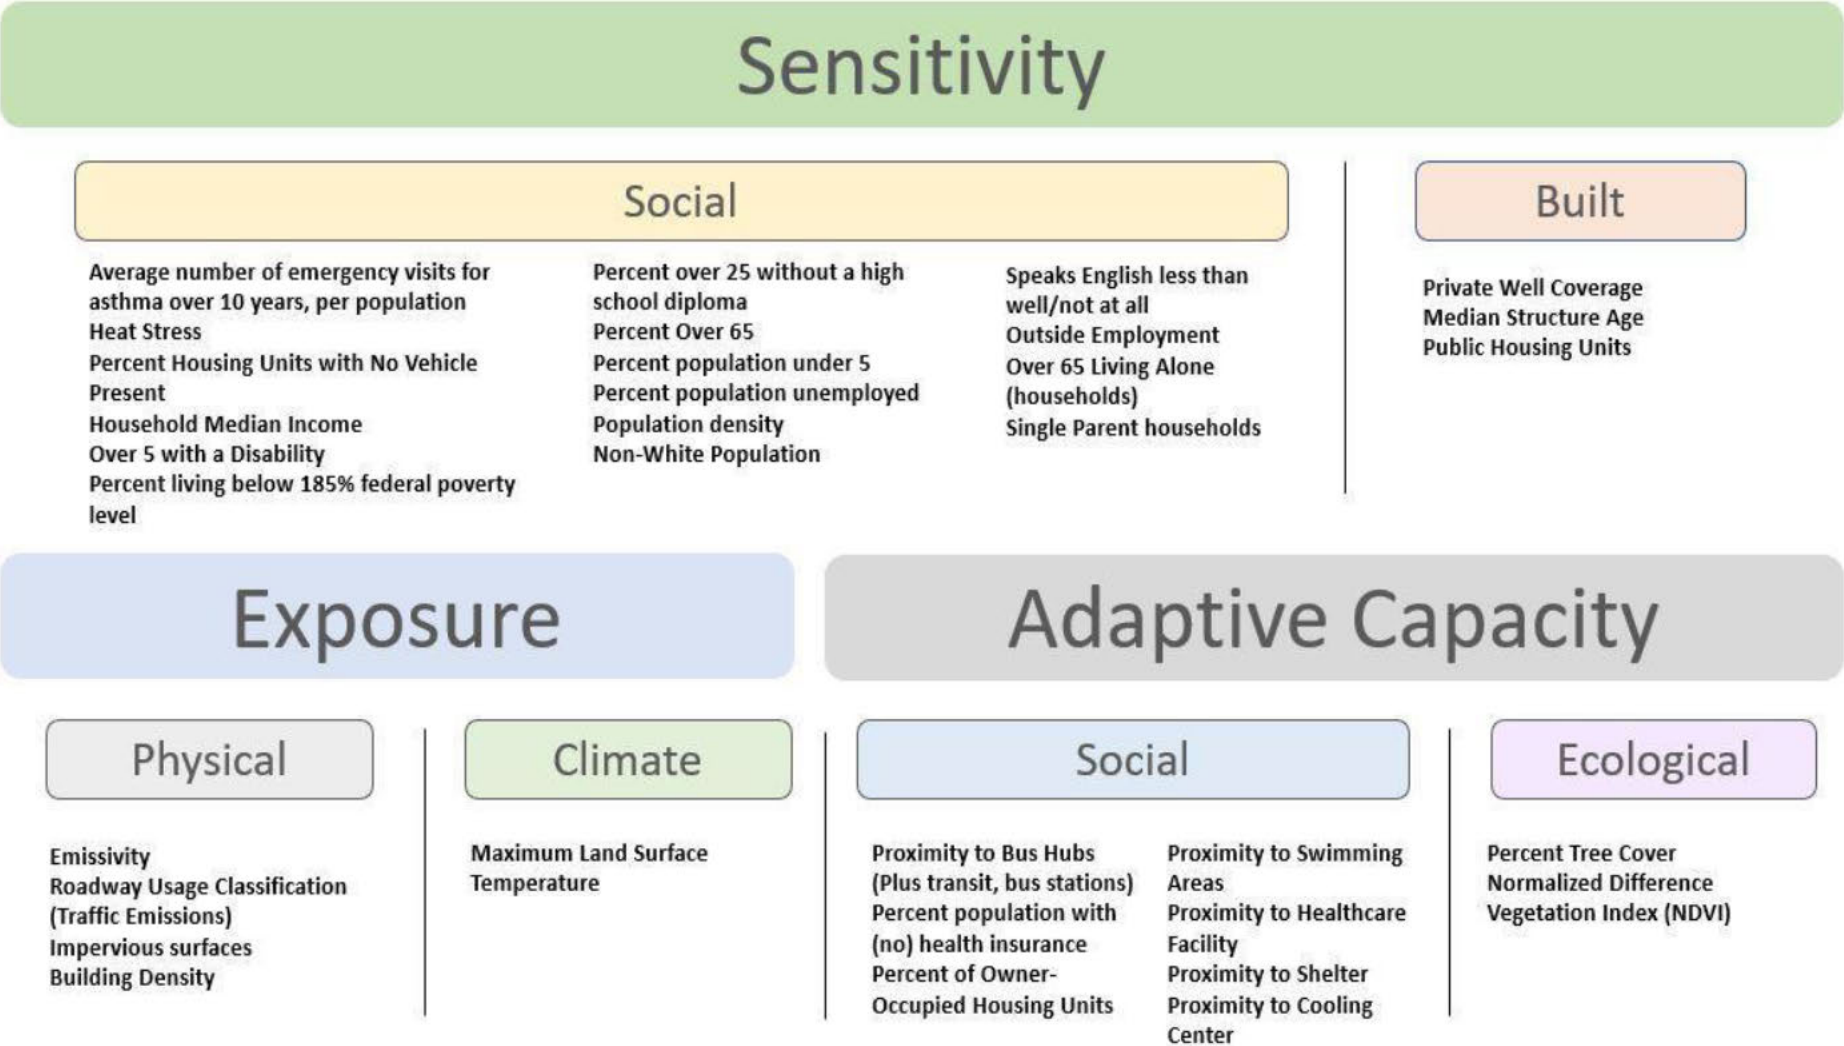 Sensitivity
Social
Average number of emergency visits for
asthma over 10 years, per population
Heat Stress
Percent Housing Units with No Vehicle
Present
Household Median Income
Over 5 with a Disability
Percent living below 185% federal poverty
level
Percent over 25 without a high
school diploma
Percent Over 65
Percent population under 5
Percent population unemployed
Population density
Non-White Population
Speaks English less than
well/not at all
Outside Employment
Over 65 Living Alone
(households)
Single Parent households
Built
Private Well Coverage
Median Structure Age
Public Housing Units
Exposure
Physical
Emissivity
Roadway Usage Classification
(Traffic Emissions)
Impervious surfaces
Building Density
Climate
Maximum Land Surface
Temperature
Adaptive Capacity
Social
Proximity to Bus Hubs
(Plus transit, bus stations)
Percent population with
(no) health insurance
Percent of Owner-
Occupied Housing Units
Proximity to Swimming
Areas
Proximity to Healthcare
Facility
Proximity to Shelter
Proximity to Cooling
Center
Ecological
Percent Tree Cover
Normalized Difference
Vegetation Index (NDVI)